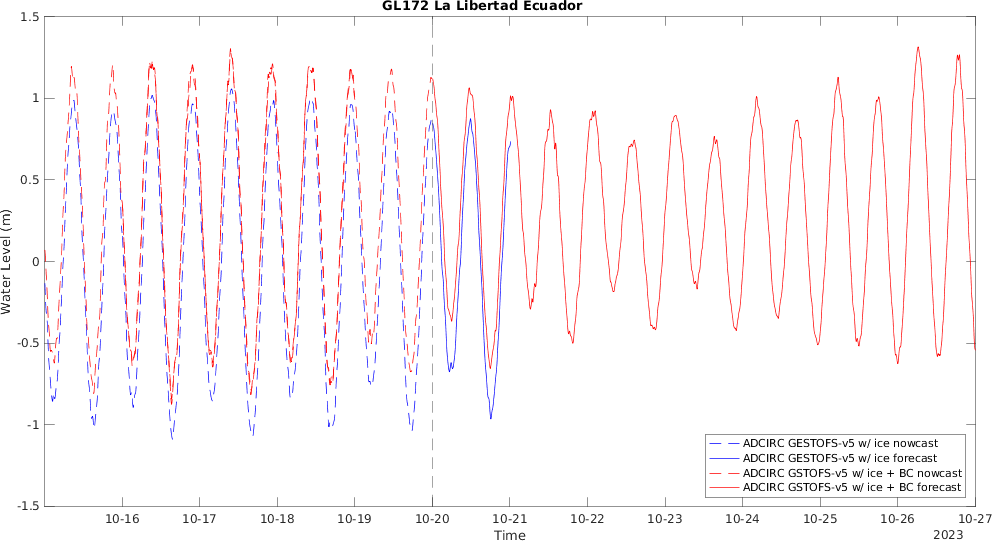 GL172 La Libertad Ecuador
Water Level (m)
1.5
1
0.5
0
-0.5
-1
-1.5
10-16
10-17
10-18
10-19
10-20
10-21
10-22
10-23
10-24
10-25
10-26
10-27
Time
2023
ADCIRC GESTOFS-v5 w/ ice nowcast
ADCIRC GESTOFS-v5 w/ ice forecast
ADCIRC GSTOFS-v5 w/ ice + BC nowcast
ADCIRC GSTOFS-v5 w/ ice + BC forecast